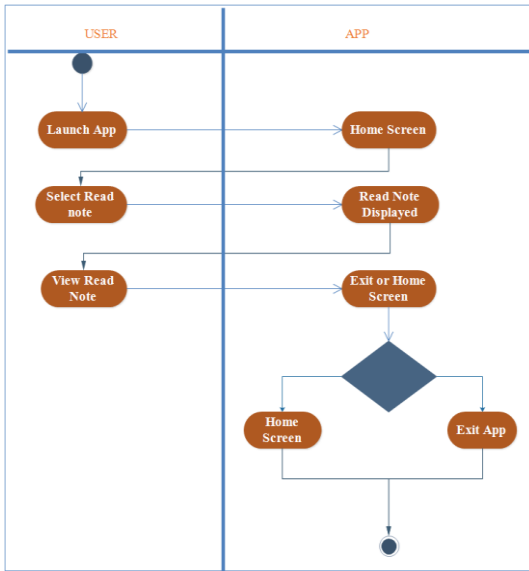 USER
APP
Launch App
Home Screen
Select Read
note
Read Note
Displayed
View Read
Note
Exit or Home
Screen
Home
Screen
Exit App